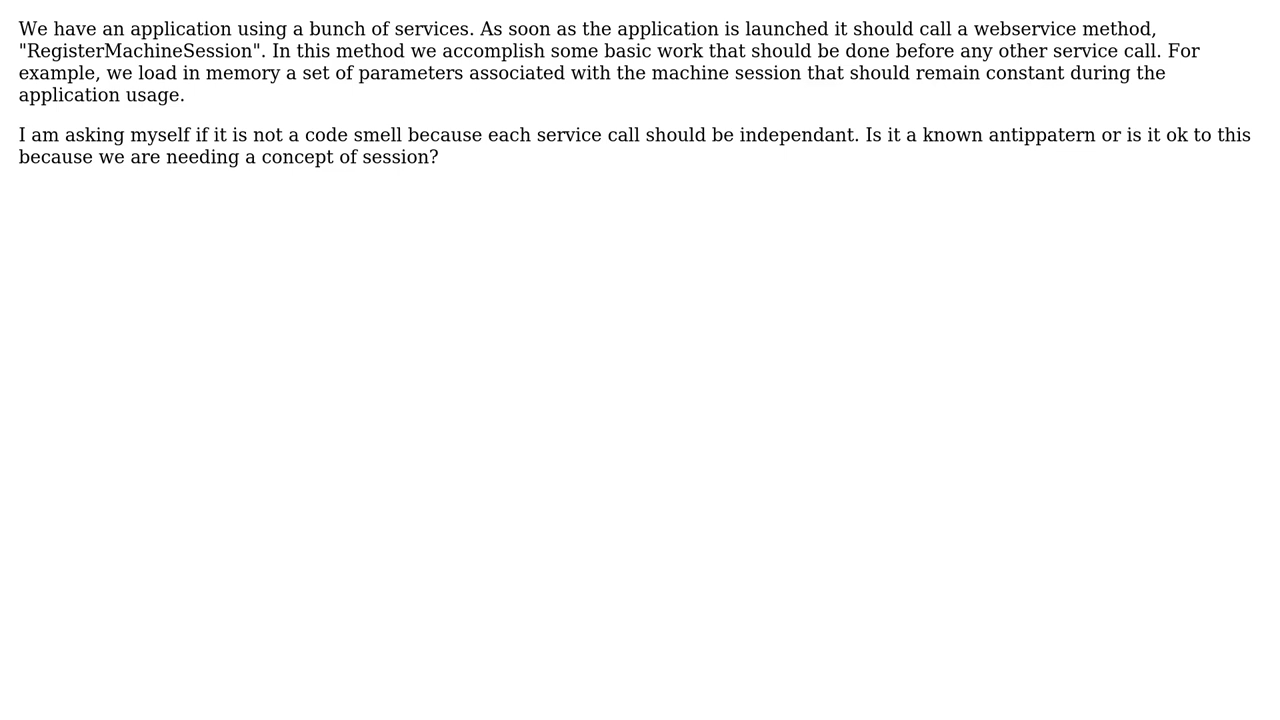 We have an application using a bunch of services. As soon as the application is launched it should call a webservice method,
"RegisterMachineSession". In this method we accomplish some basic work that should be done before any other service call. For
example, we load in memory a set of parameters associated with the machine session that should remain constant during the
application usage.
I am asking myself if it is not a code smell because each service call should be independant. Is it a known antippatern or is it ok to this
because we are needing a concept of session?